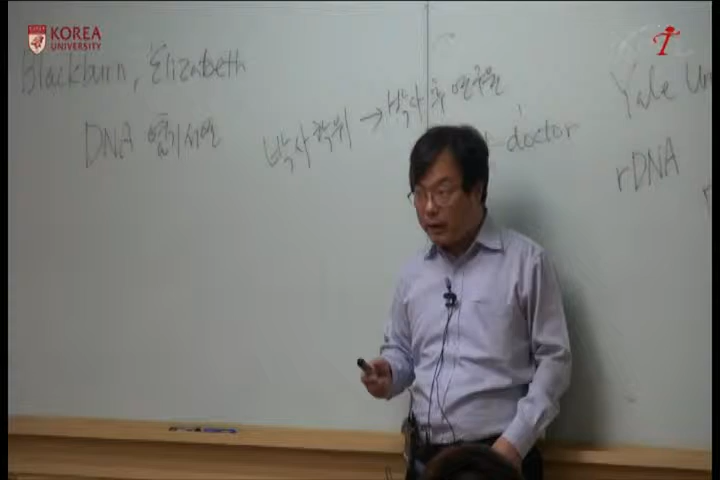 KOREA
UNIVERSITY
Blackburn, Elizabeth
DNA 염기서열
박사학위 → 박사후 연구원
doctor
Yale Un
rDNA